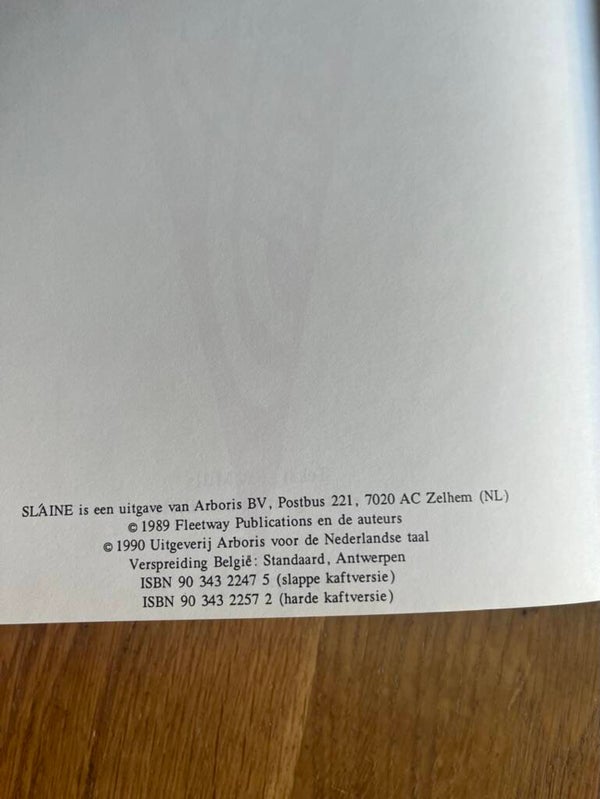 SLÁINE is een uitgave van Arboris BV, Postbus 221, 7020 AC Zelhem (NL)
© 1989 Fleetway Publications en de auteurs
© 1990 Uitgeverij Arboris voor de Nederlandse taal
Verspreiding België: Standaard, Antwerpen
ISBN 90 343 2247 5 (slappe kaftversie)
ISBN 90 343 2257 2 (harde kaftversie)